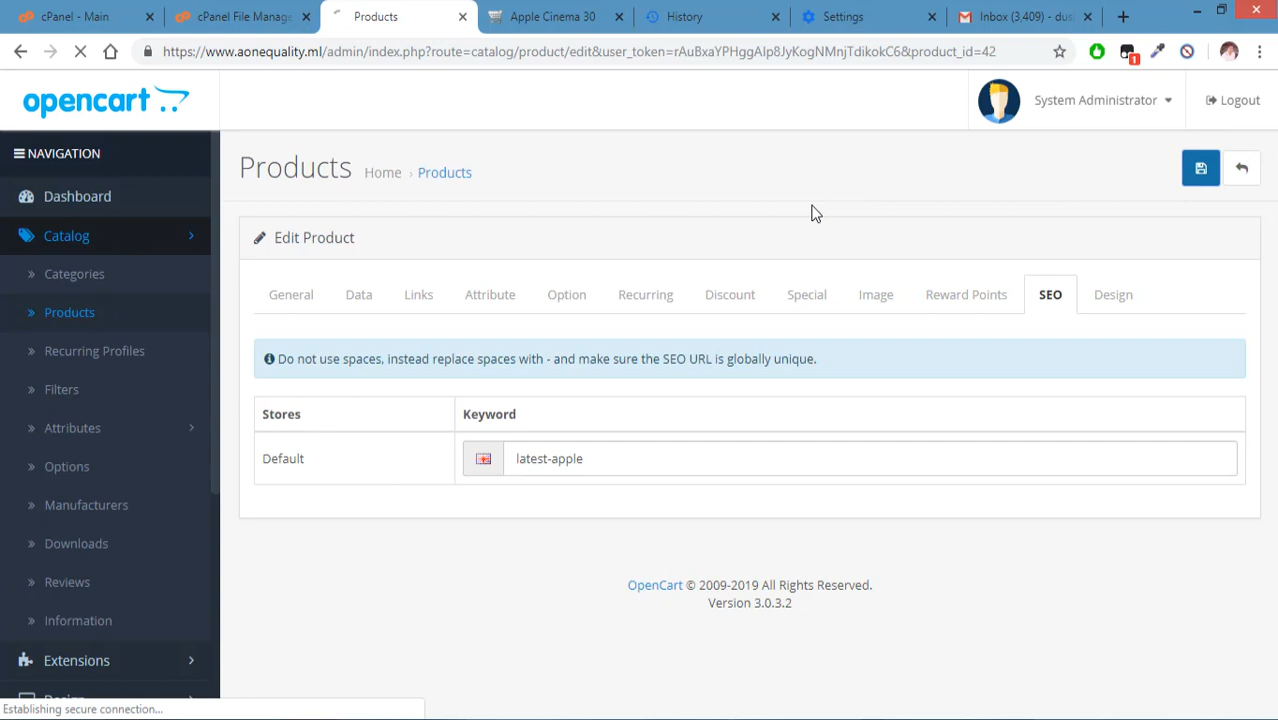 cPanel - Main
cPanel File Manage
Products
Apple Cinema 30
History
Settings
Inbox (3,409) - dus
https://www.aonequality.ml/admin/index.php?route=catalog/product/edit&user_token=rAuBxaYPHggAlp8JyKogNMnjTdikokC6&product_id=42
1
opencart
System Administrator
Logout
NAVIGATION
Products
Home › Products
Dashboard
Catalog
Edit Product
Categories
General
Data
Links
Attribute
Option
Recurring
Discount
Special
Image
Reward Points
SEO
Design
Products
Recurring Profiles
Do not use spaces, instead replace spaces with - and make sure the SEO URL is globally unique.
Filters
Stores
Keyword
Attributes
Default
latest-apple
Options
Manufacturers
Downloads
Reviews
OpenCart © 2009-2019 All Rights Reserved.
Version 3.0.3.2
Information
Extensions
Establishing secure connection...